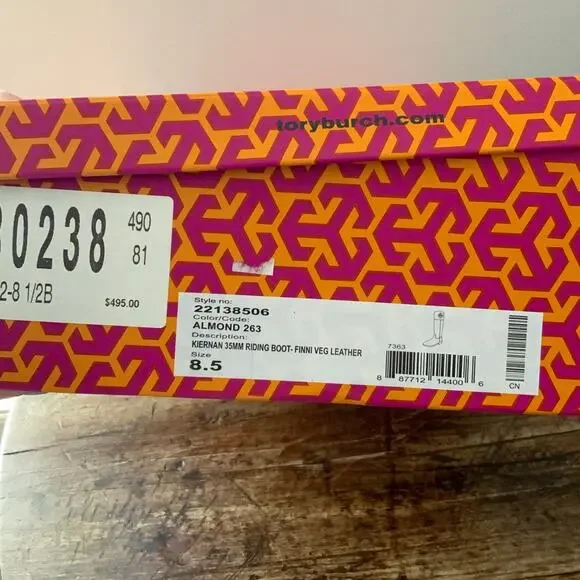 toryburch.com
0238
490
81
2-8 1/2B
$495.00
Style no:
22138506
Color/Code:
ALMOND 263
Description:
KIERNAN 35MM RIDING BOOT- FINNI VEG LEATHER
Size
8.5
7363
8 87712 14400 6
CN